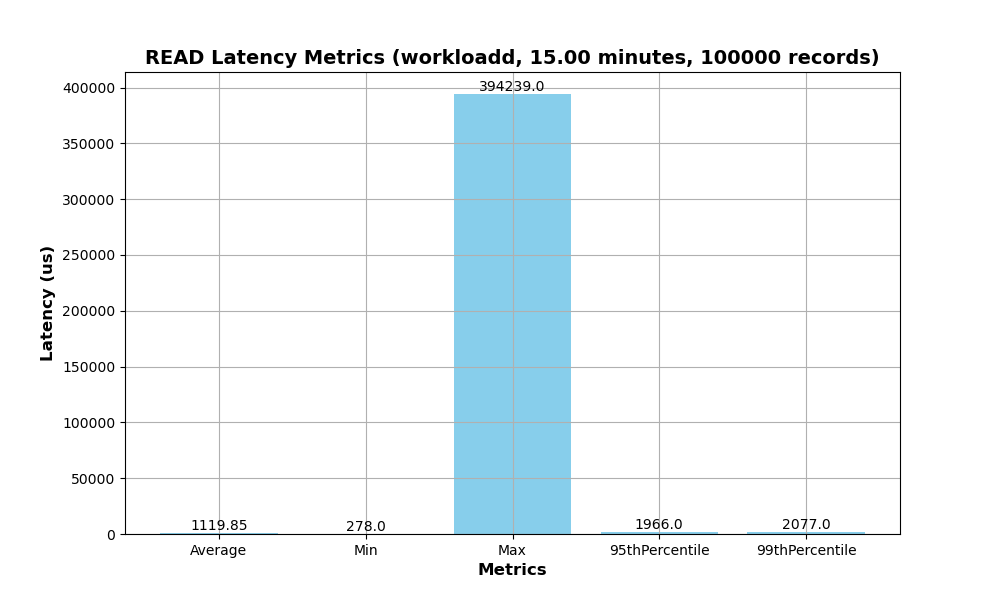 READ Latency Metrics (workloadd, 15.00 minutes, 100000 records)
Latency (us)
400000
350000
300000
250000
200000
150000
100000
50000
0
1119.85
278.0
394239.0
1966.0
2077.0
Average
Min
Max
95thPercentile
99thPercentile
Metrics